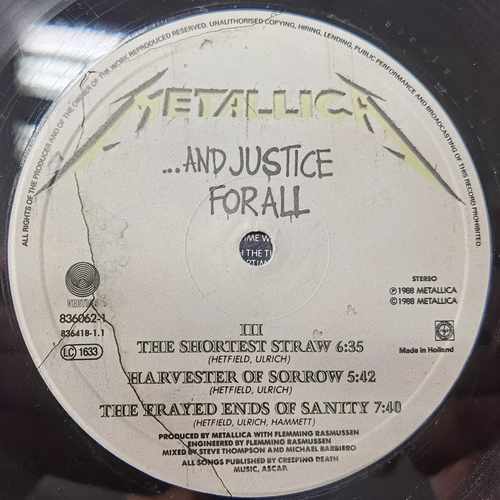 ALL RIGHTS OF THE PRODUCER AND OF THE OWNER OF THE WORK REPRODUCED RESERVED. UNAUTHORISED COPYING, HIRING, LENDING, PUBLIC PERFORMANCE AND BROADCASTING OF THIS RECORD PROHIBITED.
METALLICA
...AND JUSTICE
FOR ALL
STEREO
Ⓟ 1988 METALLICA
© 1988 METALLICA
VERTIGO
836062-1
836418-1.1
LC 1633
Made in Holland
III
THE SHORTEST STRAW 6:35
(HETFIELD, ULRICH)
HARVESTER OF SORROW 5:42
(HETFIELD, ULRICH)
THE FRAYED ENDS OF SANITY 7:40
(HETFIELD, ULRICH, HAMMETT)
PRODUCED BY METALLICA WITH FLEMMING RASMUSSEN
ENGINEERED BY FLEMMING RASMUSSEN
MIXED BY STEVE THOMPSON AND MICHAEL BARBIERO
ALL SONGS PUBLISHED BY CREEPING DEATH
MUSIC, ASCAP.